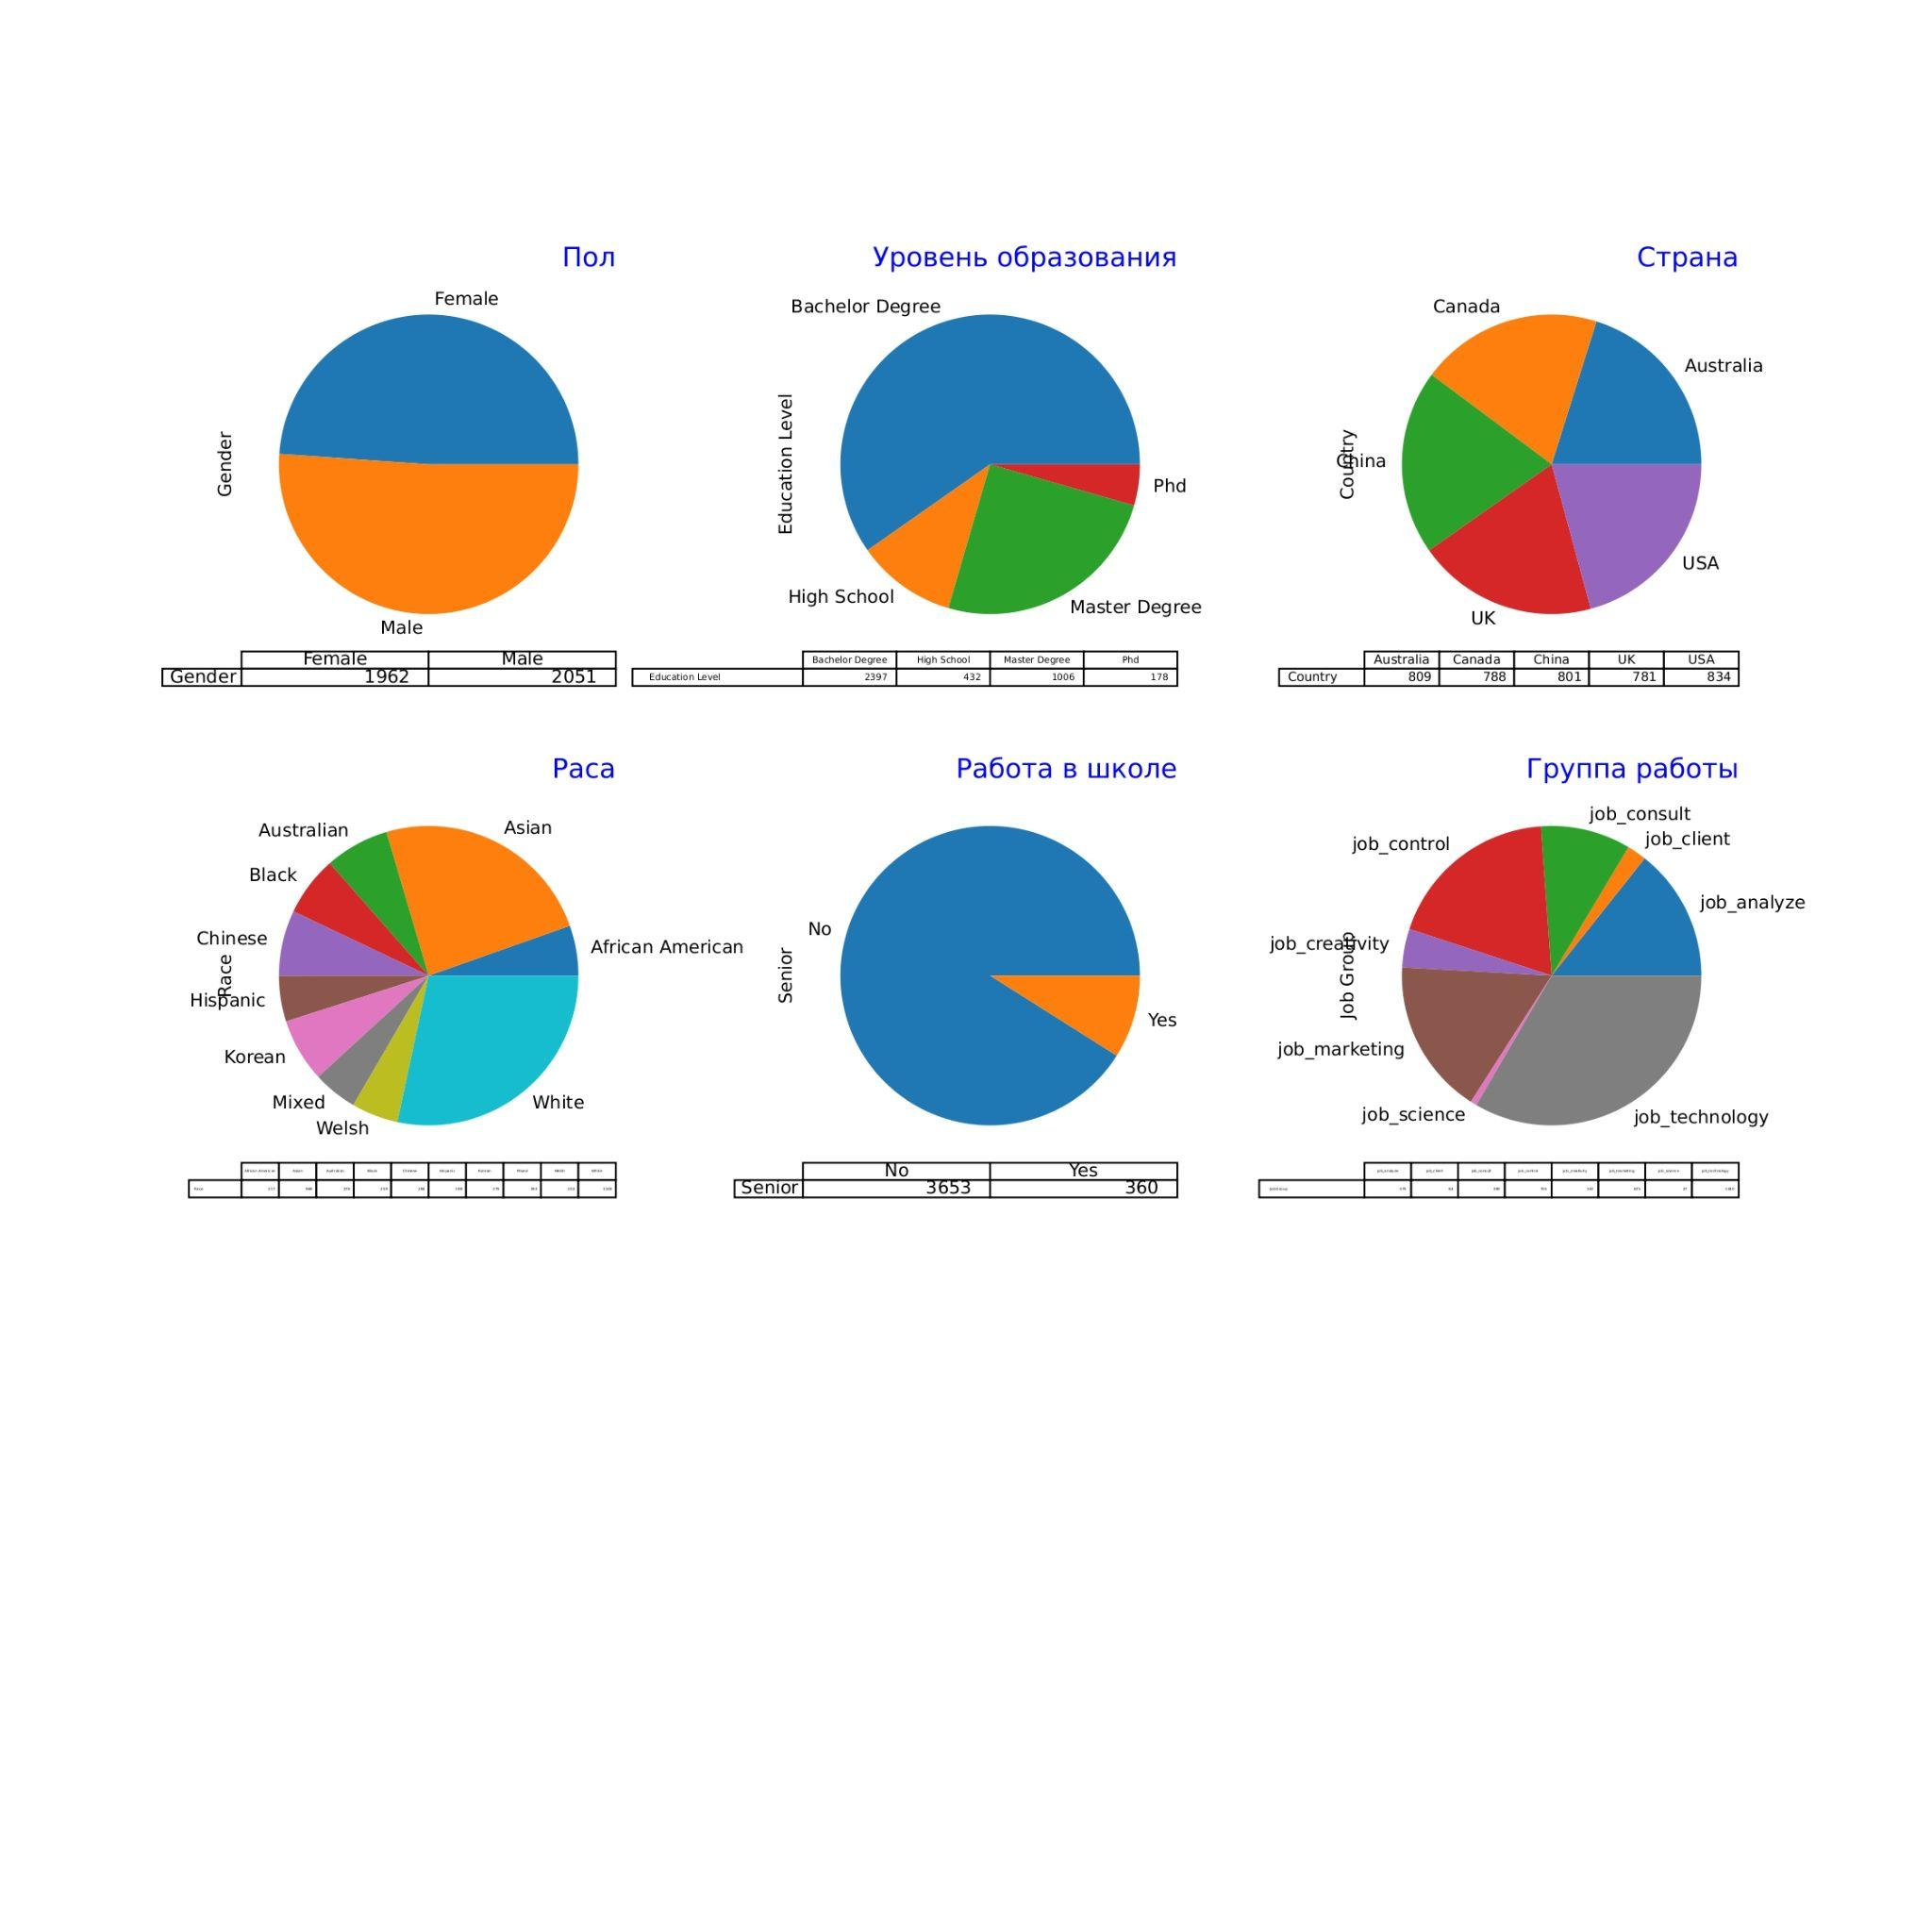 Пол
Female
Gender
Male
Female Male
Gender 1962 2051
Уровень образования
Bachelor Degree
Education Level
Phd
High School
Master Degree
Bachelor Degree High School Master Degree Phd
Education Level 2397 432 1006 178
Страна
Canada
Australia
Country
China
USA
UK
Australia Canada China UK USA
Country 809 788 801 781 834
Раса
Asian
Australian
Black
Chinese
African American
Race
Hispanic
Korean
Mixed
White
Welsh
Работа в школе
No
Senior
Yes
No Yes
Senior 3653 360
Группа работы
job_consult
job_client
job_control
job_analyze
job_creativity
Job Group
job_marketing
job_science
job_technology